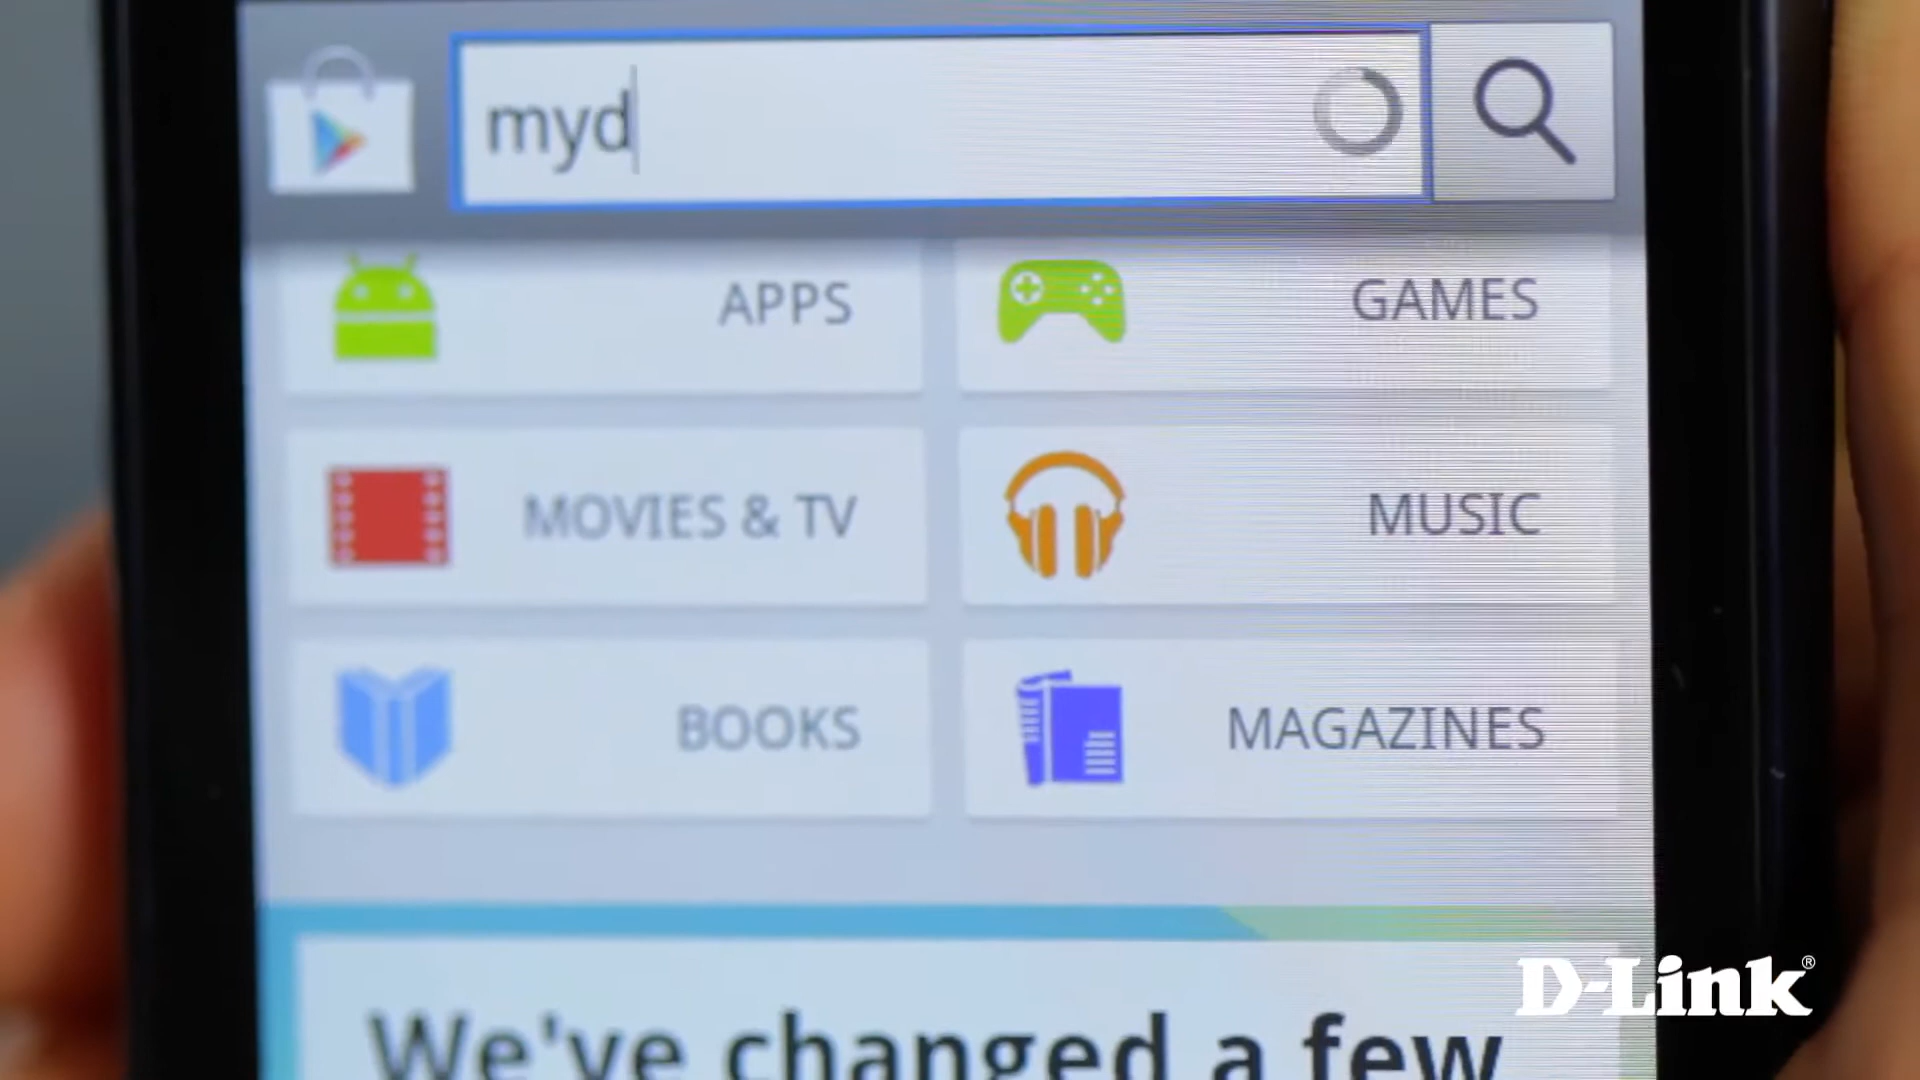 myd
APPS
GAMES
MOVIES & TV
MUSIC
BOOKS
MAGAZINES
We've changed a few
D-Link®